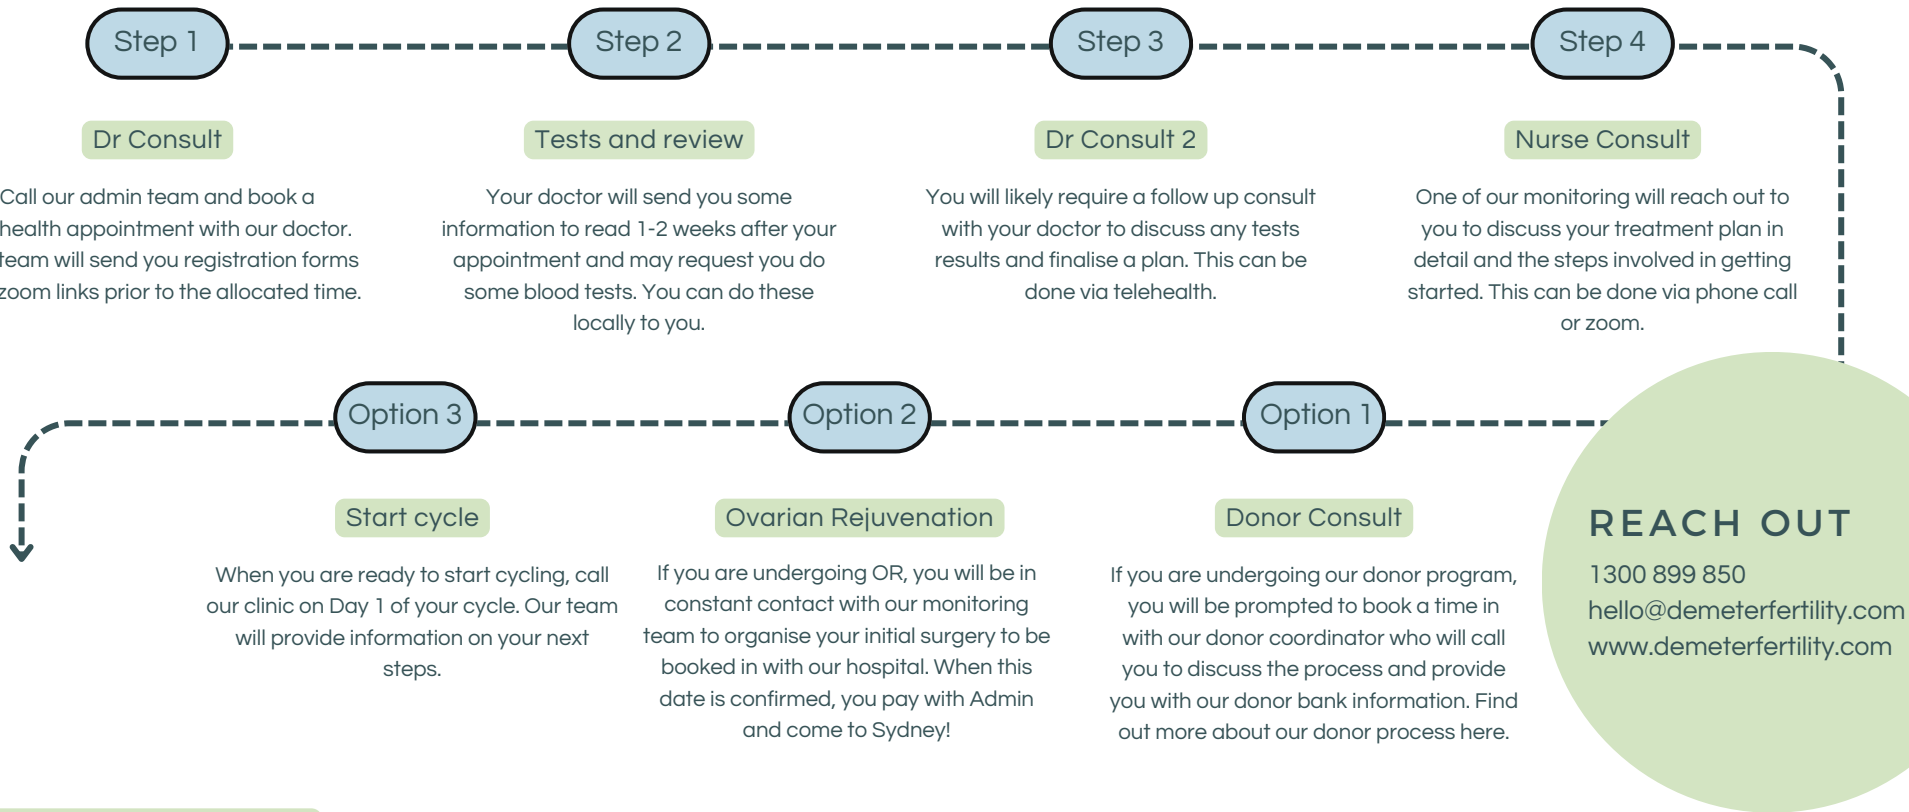 Step 1
Step 2
Step 3
Step 4
Dr Consult
Call our admin team and book a
health appointment with our doctor.
team will send you registration forms
zoom links prior to the allocated time.
Tests and review
Your doctor will send you some
information to read 1-2 weeks after your
appointment and may request you do
some blood tests. You can do these
locally to you.
Dr Consult 2
You will likely require a follow up consult
with your doctor to discuss any tests
results and finalise a plan. This can be
done via telehealth.
Nurse Consult
One of our monitoring will reach out to
you to discuss your treatment plan in
detail and the steps involved in getting
started. This can be done via phone call
or zoom.
Option 3
Option 2
Option 1
Start cycle
When you are ready to start cycling, call
our clinic on Day 1 of your cycle. Our team
will provide information on your next
steps.
Ovarian Rejuvenation
If you are undergoing OR, you will be in
constant contact with our monitoring
team to organise your initial surgery to be
booked in with our hospital. When this
date is confirmed, you pay with Admin
and come to Sydney!
Donor Consult
If you are undergoing our donor program,
you will be prompted to book a time in
with our donor coordinator who will call
you to discuss the process and provide
you with our donor bank information. Find
out more about our donor process here.
REACH OUT
1300 899 850
hello@demeterfertility.com
www.demeterfertility.com